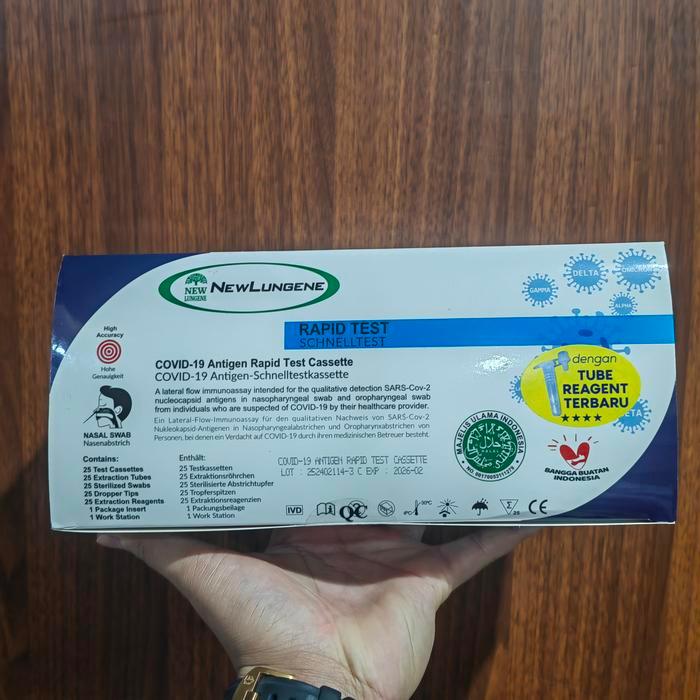 NEW
LUNGENE
NEWLUNGENE
GAMMA
DELTA
OMICRON
ALPHA
RAPID TEST
SCHNELLTEST
High
Accuracy
Hohe
Genauigkeit
NASAL SWAB
Nasenabstrich
COVID-19 Antigen Rapid Test Cassette
COVID-19 Antigen-Schnelltestkassette
A lateral flow immunoassay intended for the qualitative detection SARS-Cov-2
nucleocapsid antigens in nasopharyngeal swab and oropharyngeal swab
from individuals who are suspected of COVID-19 by their healthcare provider.
Ein Lateral-Flow-Immunoassay für den qualitativen Nachweis von SARS-Cov-2
Nukleokapsid-Antigenen in Nasopharyngealabstrichen und Oropharynxabstrichen von
Personen, bei denen ein Verdacht auf COVID-19 durch ihren medizinischen Betreuer besteht.
dengan
TUBE
REAGENT
TERBARU
ETA
Contains:
25 Test Cassettes
25 Extraction Tubes
25 Sterilized Swabs
25 Dropper Tips
25 Extraction Reagents
1 Package Insert
1 Work Station
Enthält:
25 Testkassetten
25 Extraktionsröhrchen
25 Sterilisierte Abstrichtupfer
25 Tropferspitzen
25 Extraktionsreagenzien
1 Packungsbeilage
1 Work Station
COVID-19 ANTIGEN RAPID TEST CASSETTE
LOT : 252402114-3 C EXP : 2026-02
MAJELIS ULAMA INDONESIA
حلال
HALAL
BANGGA BUATAN
INDONESIA
IVD
QC
4°C
30°C
Σ
25
CE